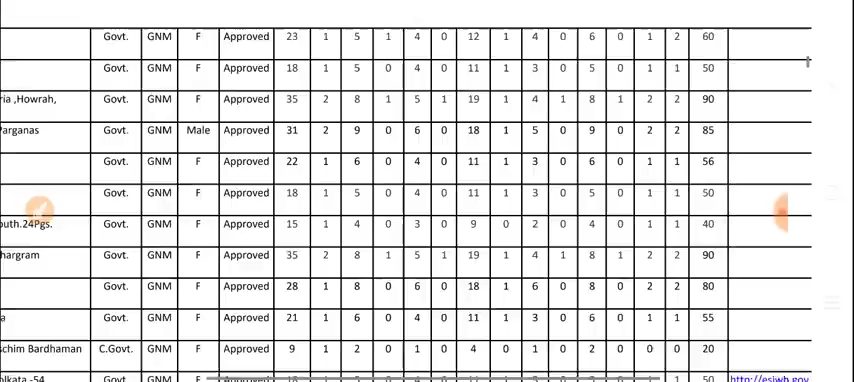 Govt. GNM F Approved 23 1 5 1 4 0 12 1 4 0 6 0 1 2 60
Govt. GNM F Approved 18 1 5 0 4 0 11 1 3 0 5 0 1 1 50
ria ,Howrah, Govt. GNM F Approved 35 2 8 1 5 1 19 1 4 1 8 1 2 2 90
Parganas Govt. GNM Male Approved 31 2 9 0 6 0 18 1 5 0 9 0 2 2 85
Govt. GNM F Approved 22 1 6 0 4 0 11 1 3 0 6 0 1 1 56
Govt. GNM F Approved 18 1 5 0 4 0 11 1 3 0 5 0 1 1 50
outh.24Pgs. Govt. GNM F Approved 15 1 4 0 3 0 9 0 2 0 4 0 1 1 40
hargram Govt. GNM F Approved 35 2 8 1 5 1 19 1 4 1 8 1 2 2 90
Govt. GNM F Approved 28 1 8 0 6 0 18 1 6 0 8 0 2 2 80
a Govt. GNM F Approved 21 1 6 0 4 0 11 1 3 0 6 0 1 1 55
schim Bardhaman C.Govt. GNM F Approved 9 1 2 0 1 0 4 0 1 0 2 0 0 0 20
olkata -54 Govt. GNM F Approved 1 50 http://esiwb.gov